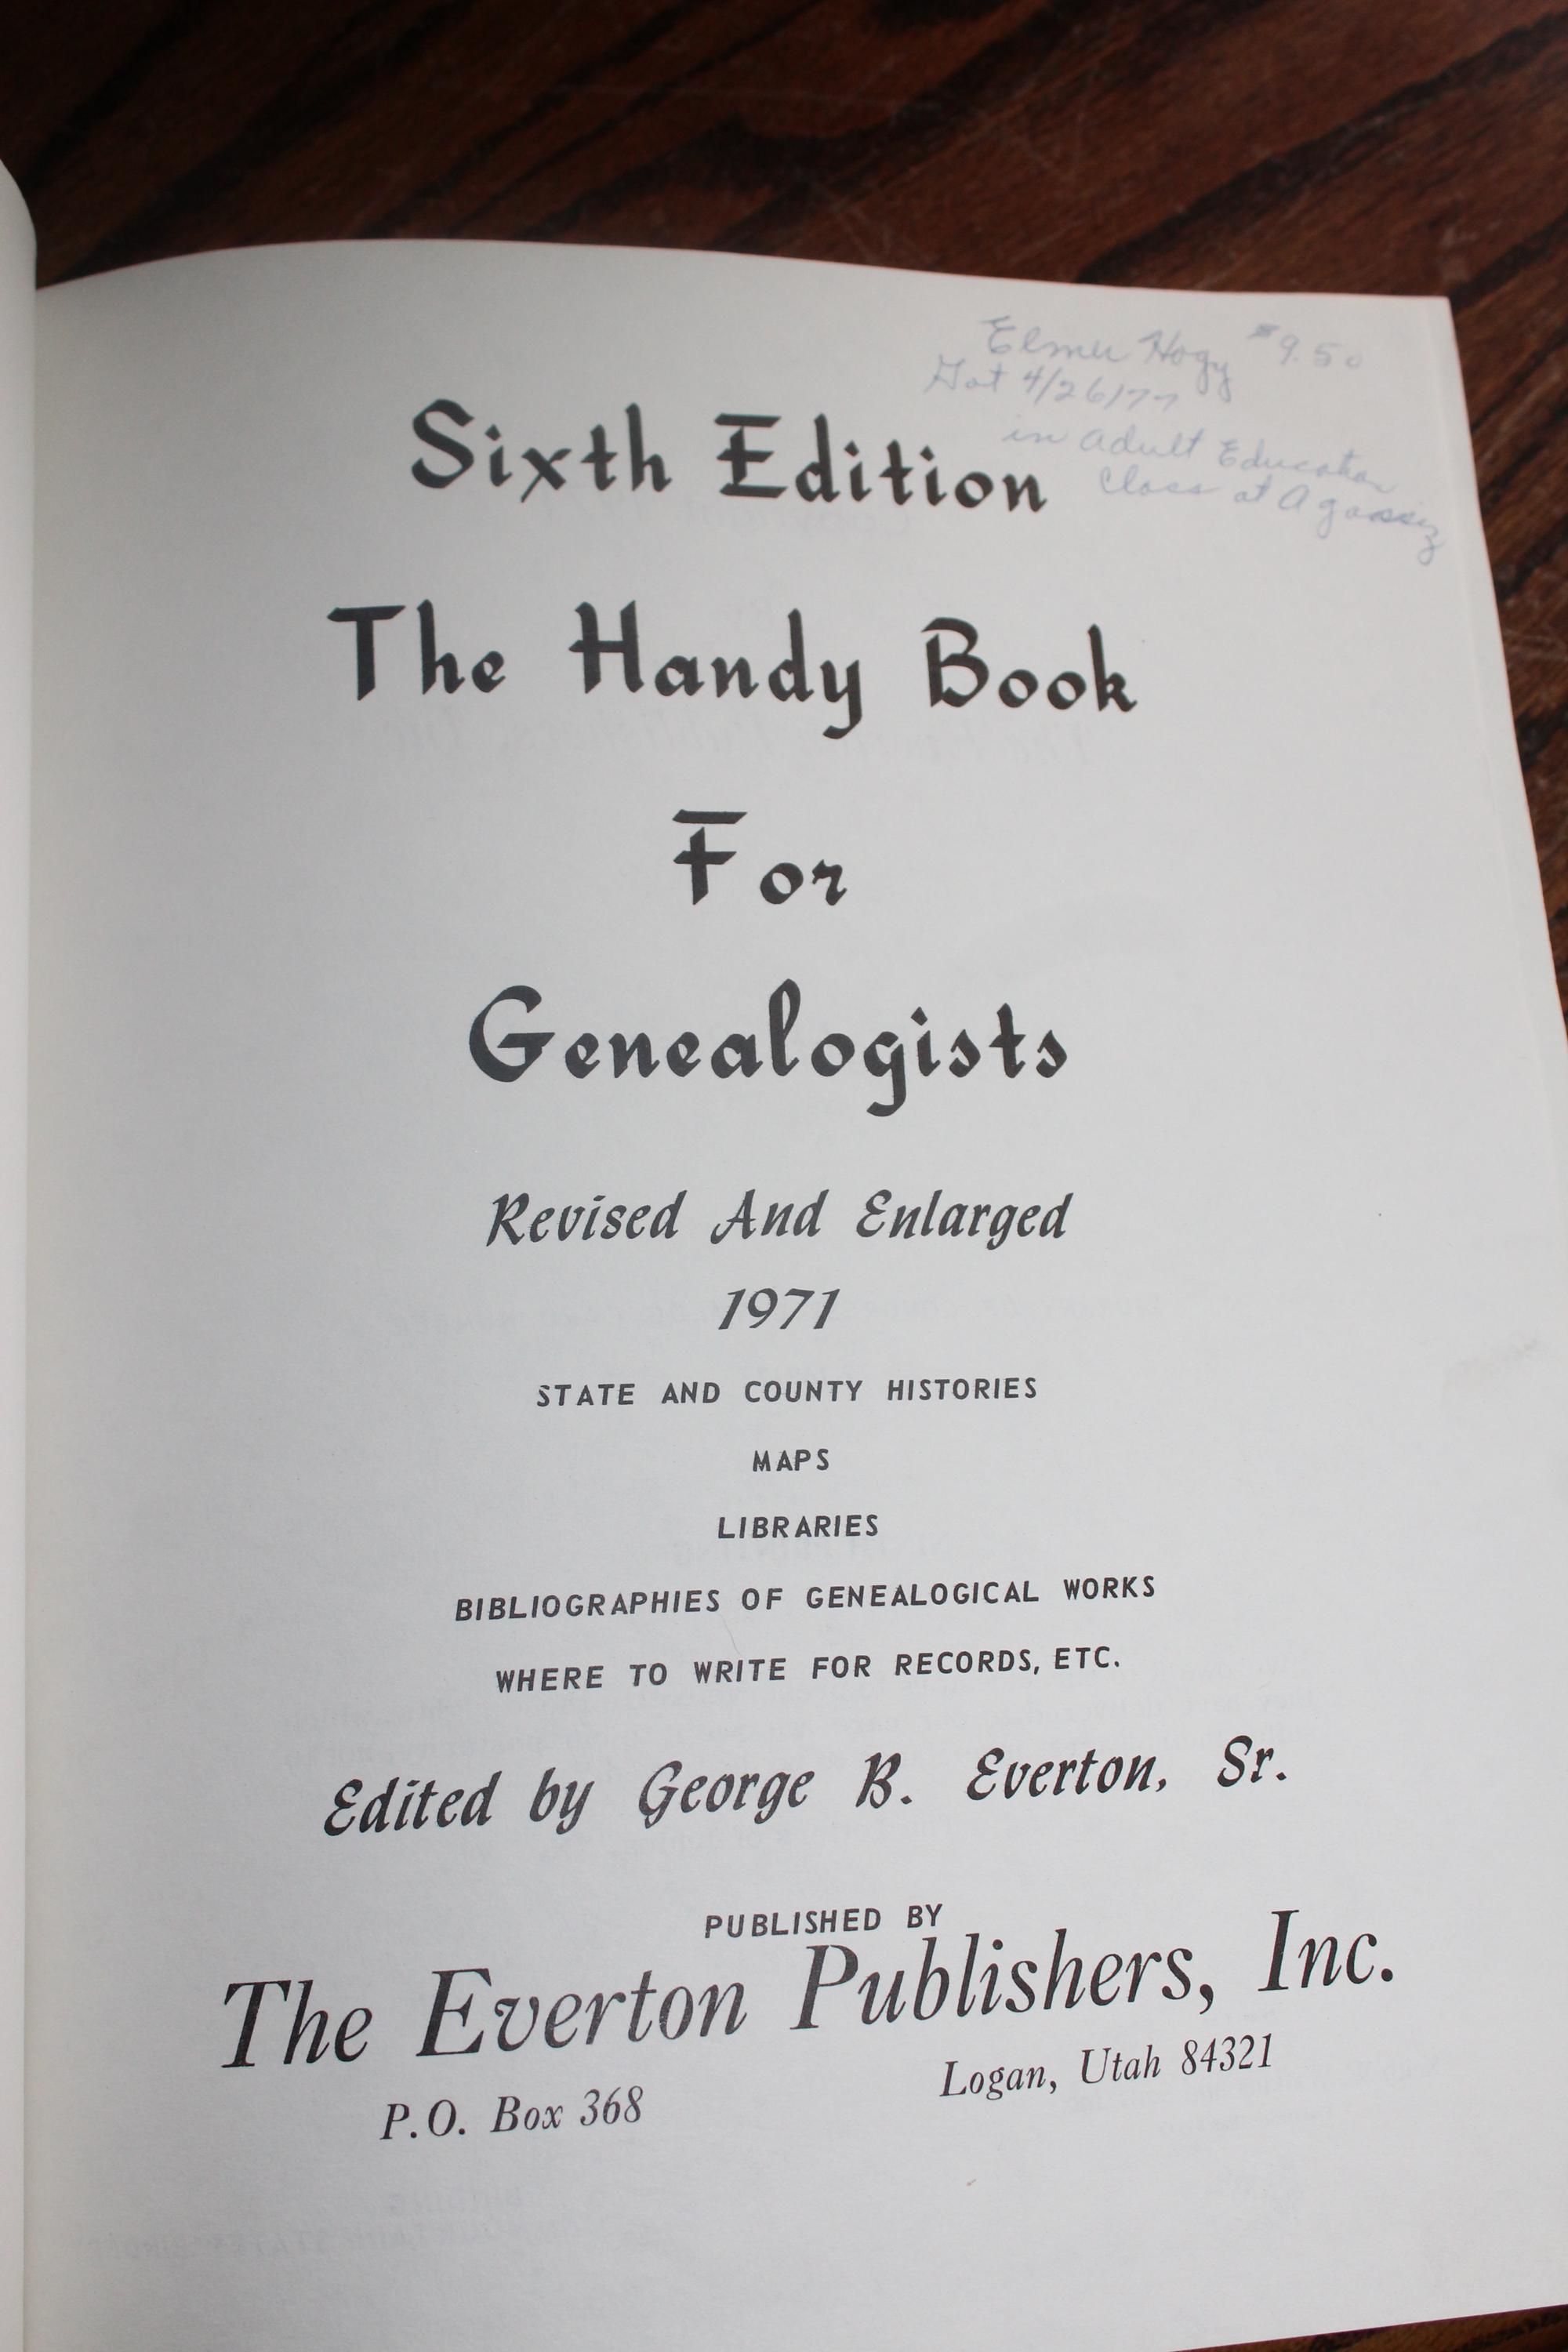 Elmer Hogy $9.50
Got 4/26/77
in Adult Education
Class at Agassiz
Sixth Edition
The Handy Book
For
Genealogists
Revised And Enlarged
1971
STATE AND COUNTY HISTORIES
MAPS
LIBRARIES
BIBLIOGRAPHIES OF GENEALOGICAL WORKS
WHERE TO WRITE FOR RECORDS, ETC.
Edited by George B. Everton, Sr.
PUBLISHED BY
The Everton Publishers, Inc.
P.O. Box 368 Logan, Utah 84321